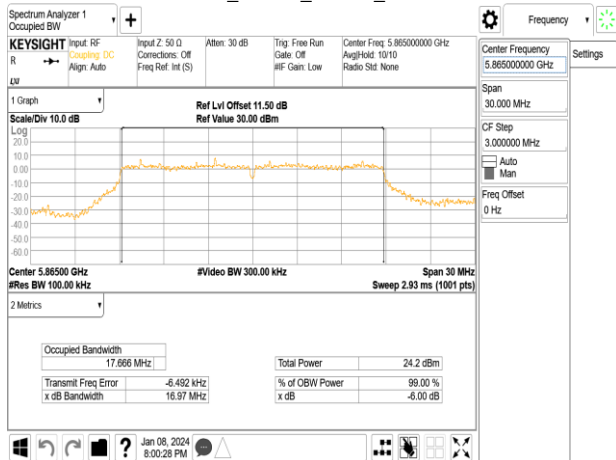 Spectrum Analyzer 1
Occupied BW
KEYSIGHT
R
Input: RF
Coupling: DC
Align: Auto
Input Z: 50 Ω
Corrections: Off
Freq Ref: Int (S)
Atten: 30 dB
Trig: Free Run
Gate: Off
#IF Gain: Low
Center Freq: 5.865000000 GHz
Avg|Hold: 10/10
Radio Std: None
1 Graph
Scale/Div 10.0 dB
Ref Lvl Offset 11.50 dB
Ref Value 30.00 dBm
Log
20.0
10.0
0.00
-10.0
-20.0
-30.0
-40.0
-50.0
-60.0
Center 5.86500 GHz
#Video BW 300.00 kHz
Span 30 MHz
#Res BW 100.00 kHz
Sweep 2.93 ms (1001 pts)
2 Metrics
Occupied Bandwidth
17.666 MHz
Transmit Freq Error -6.492 kHz
x dB Bandwidth 16.97 MHz
Total Power 24.2 dBm
% of OBW Power 99.00 %
x dB -6.00 dB
Jan 08, 2024
8:00:28 PM
?
Frequency
Settings
Center Frequency
5.865000000 GHz
Span
30.000 MHz
CF Step
3.000000 MHz
Auto
Man
Freq Offset
0 Hz